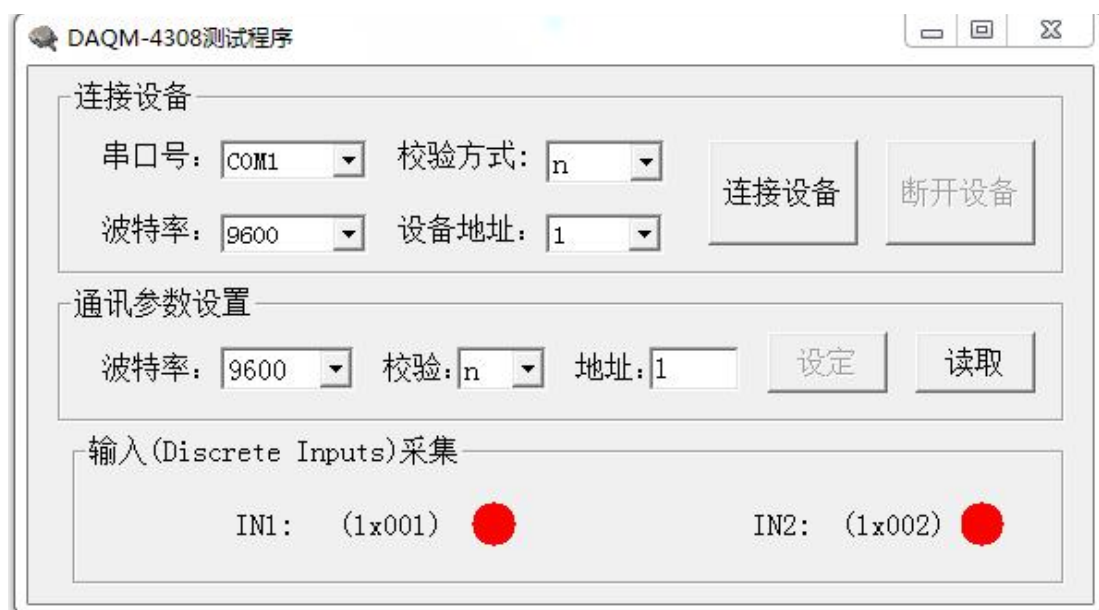 DAQM-4308测试程序
连接设备
串口号: COM1 校验方式: n
连接设备 断开设备
波特率: 9600 设备地址: 1
通讯参数设置
波特率: 9600 校验: n 地址: 1 设定 读取
输入(Discrete Inputs)采集
IN1: (1x001) IN2: (1x002)